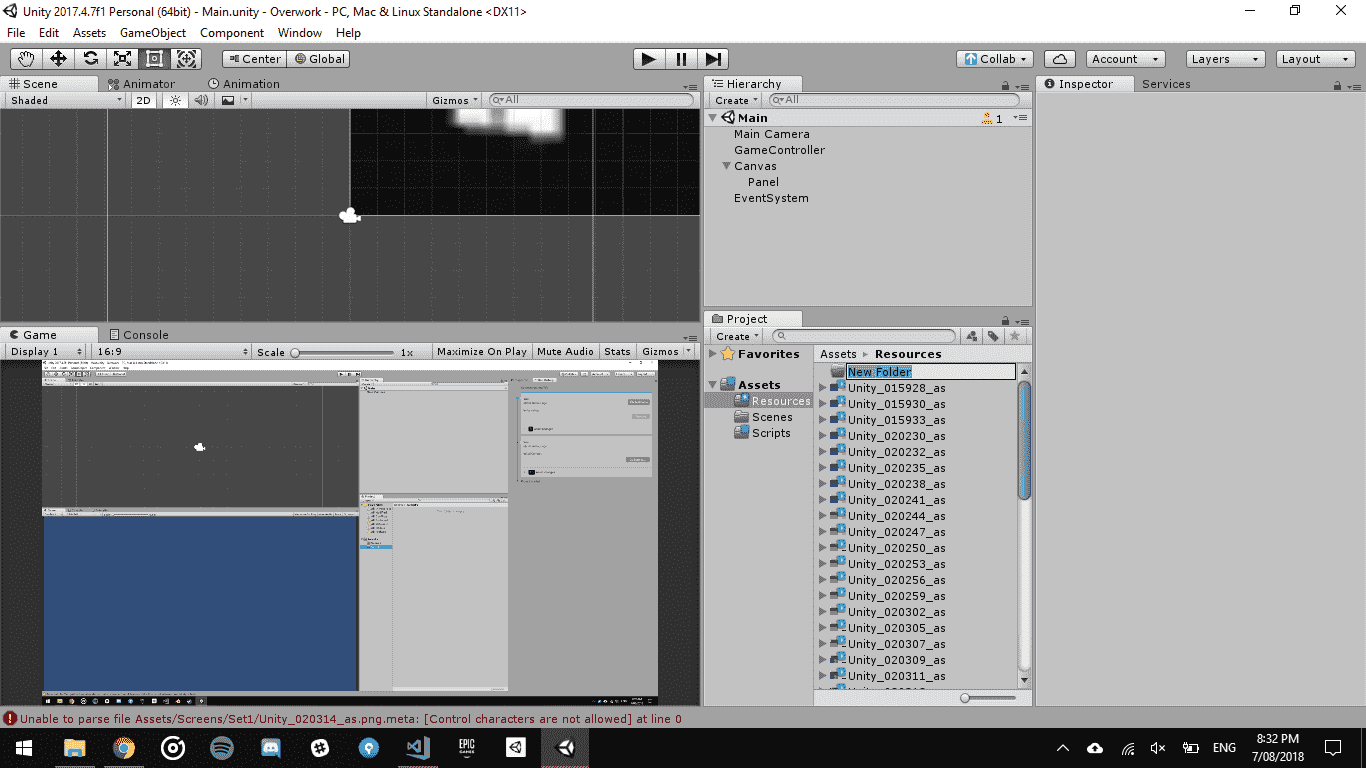 Unity 2017.4.7f1 Personal (64bit) - Main.unity - Overwork - PC, Mac & Linux Standalone <DX11>
File Edit Assets GameObject Component Window Help
Center Global Collab Account Layers Layout
Scene Animator Animation
Shaded 2D Gizmos All
Hierarchy
Create All
Main 1
Main Camera
GameController
Canvas
Panel
EventSystem
Inspector Services
Game Console
Display 1 16:9 Scale 1x Maximize On Play Mute Audio Stats Gizmos
Project
Create
Favorites
Assets
Resources
Scenes
Scripts
Assets Resources
New Folder
Unity_015928_as
Unity_015930_as
Unity_015933_as
Unity_020230_as
Unity_020232_as
Unity_020235_as
Unity_020238_as
Unity_020241_as
Unity_020244_as
Unity_020247_as
Unity_020250_as
Unity_020253_as
Unity_020256_as
Unity_020259_as
Unity_020302_as
Unity_020305_as
Unity_020307_as
Unity_020309_as
Unity_020311_as
Unable to parse file Assets/Screens/Set1/Unity_020314_as.png.meta: [Control characters are not allowed] at line 0
EPIC GAMES
ENG
8:32 PM
7/08/2018